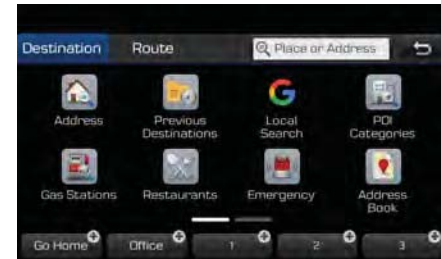 Destination
Route
Place or Address
Address
Previous
Destinations
Local
Search
POI
Categories
Gas Stations
Restaurants
Emergency
Address
Book
Go Home
Office
1
2
3